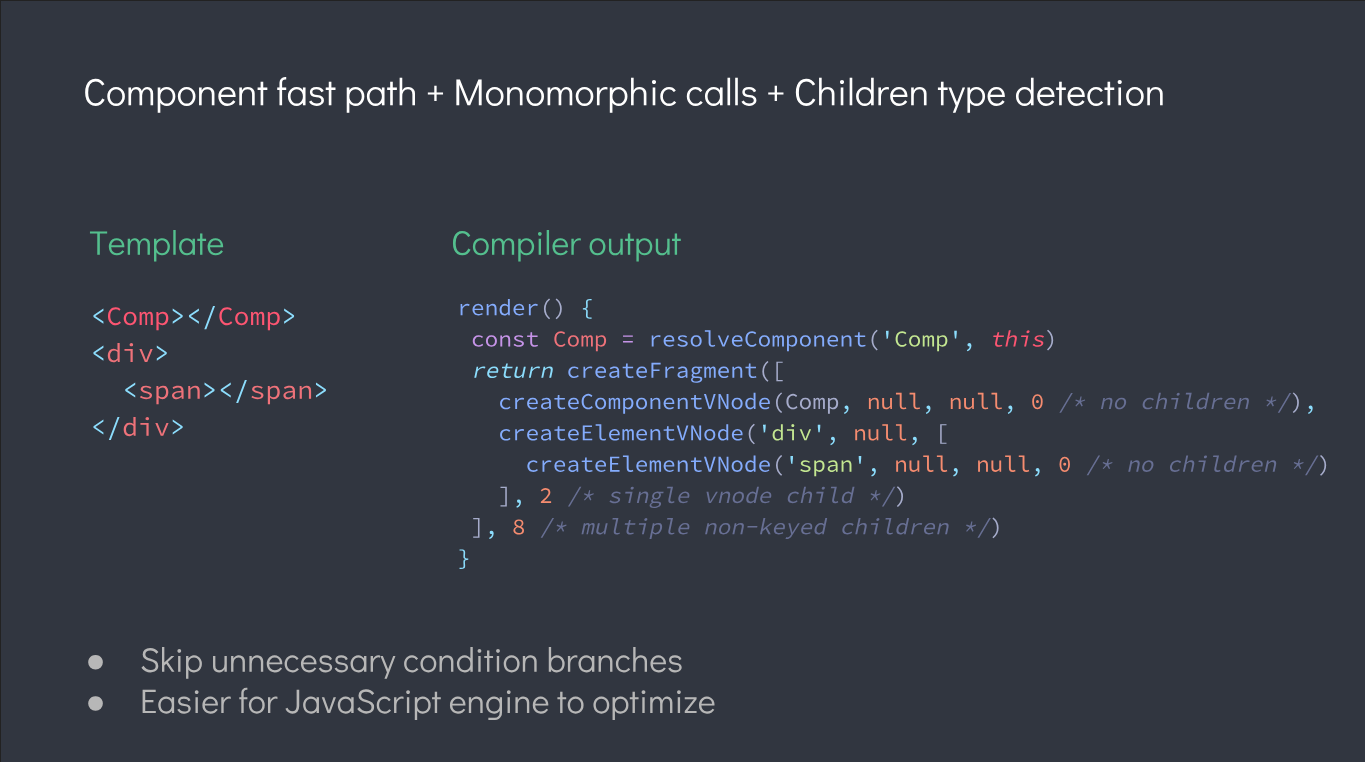 Component fast path + Monomorphic calls + Children type detection
Template
<Comp></Comp>
<div>
  <span></span>
</div>
Compiler output
render() {
 const Comp = resolveComponent('Comp', this)
 return createFragment([
   createComponentVNode(Comp, null, null, 0 /* no children */),
   createElementVNode('div', null, [
     createElementVNode('span', null, null, 0 /* no children */)
   ], 2 /* single vnode child */)
 ], 8 /* multiple non-keyed children */)
}
● Skip unnecessary condition branches
● Easier for JavaScript engine to optimize